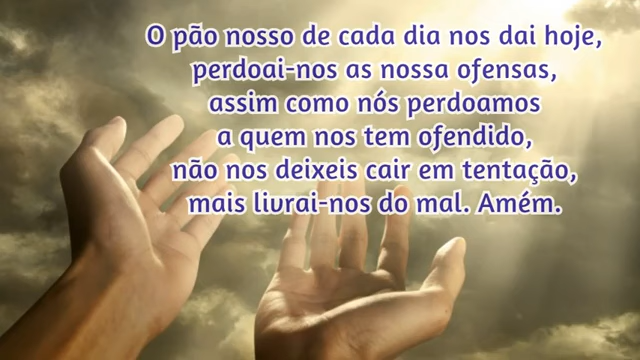 O pão nosso de cada dia nos dai hoje,
perdoai-nos as nossa ofensas,
assim como nós perdoamos
a quem nos tem ofendido,
não nos deixeis cair em tentação,
mais livrai-nos do mal. Amém.